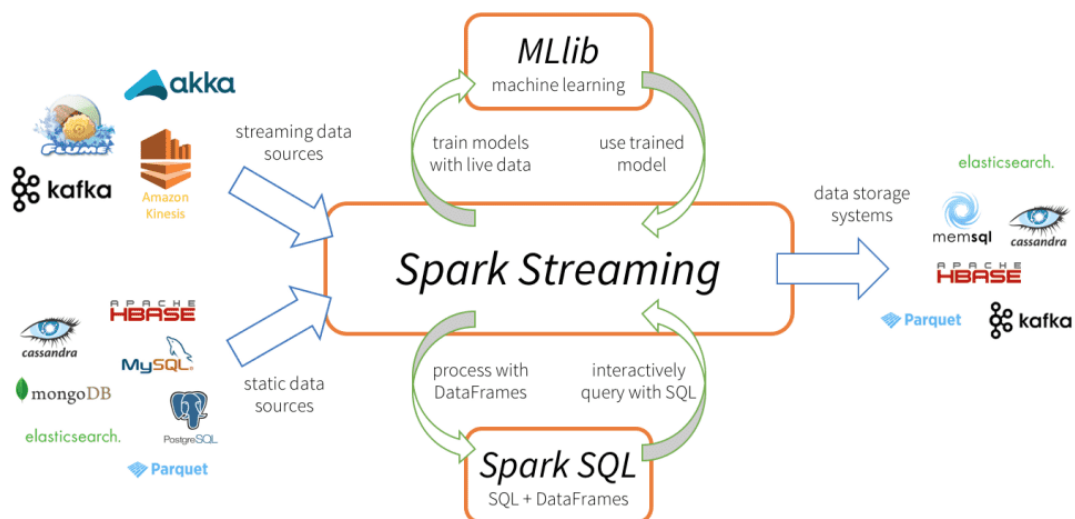 MLlib
machine learning
akka
FLUME
kafka
Amazon
Kinesis
streaming data
sources
train models
with live data
use trained
model
data storage
systems
elasticsearch.
memsql
cassandra
APACHE
HBASE
Parquet
kafka
Spark Streaming
APACHE
HBASE
cassandra
MySQL®
mongoDB
PostgreSQL
elasticsearch.
Parquet
static data
sources
process with
DataFrames
interactively
query with SQL
Spark SQL
SQL + DataFrames